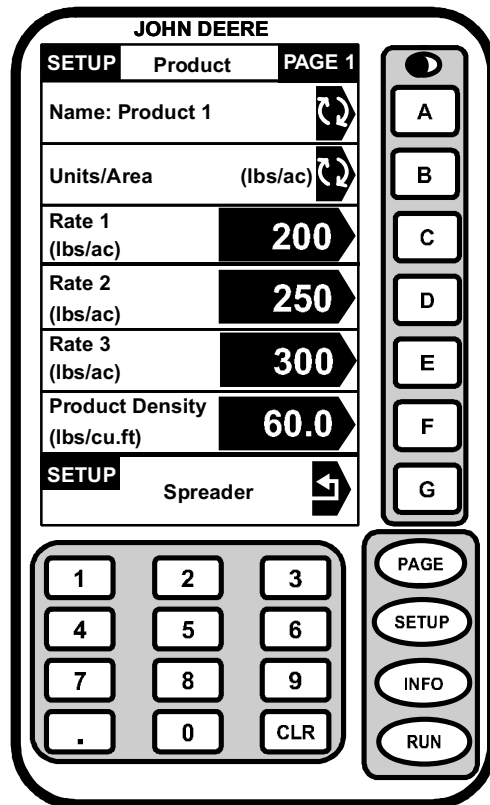 JOHN DEERE
SETUP Product PAGE 1
Name: Product 1
Units/Area (lbs/ac)
Rate 1
(lbs/ac)
200
Rate 2
(lbs/ac)
250
Rate 3
(lbs/ac)
300
Product Density
(lbs/cu.ft)
60.0
SETUP
Spreader
A
B
C
D
E
F
G
1 2 3
4 5 6
7 8 9
. 0 CLR
PAGE
SETUP
INFO
RUN